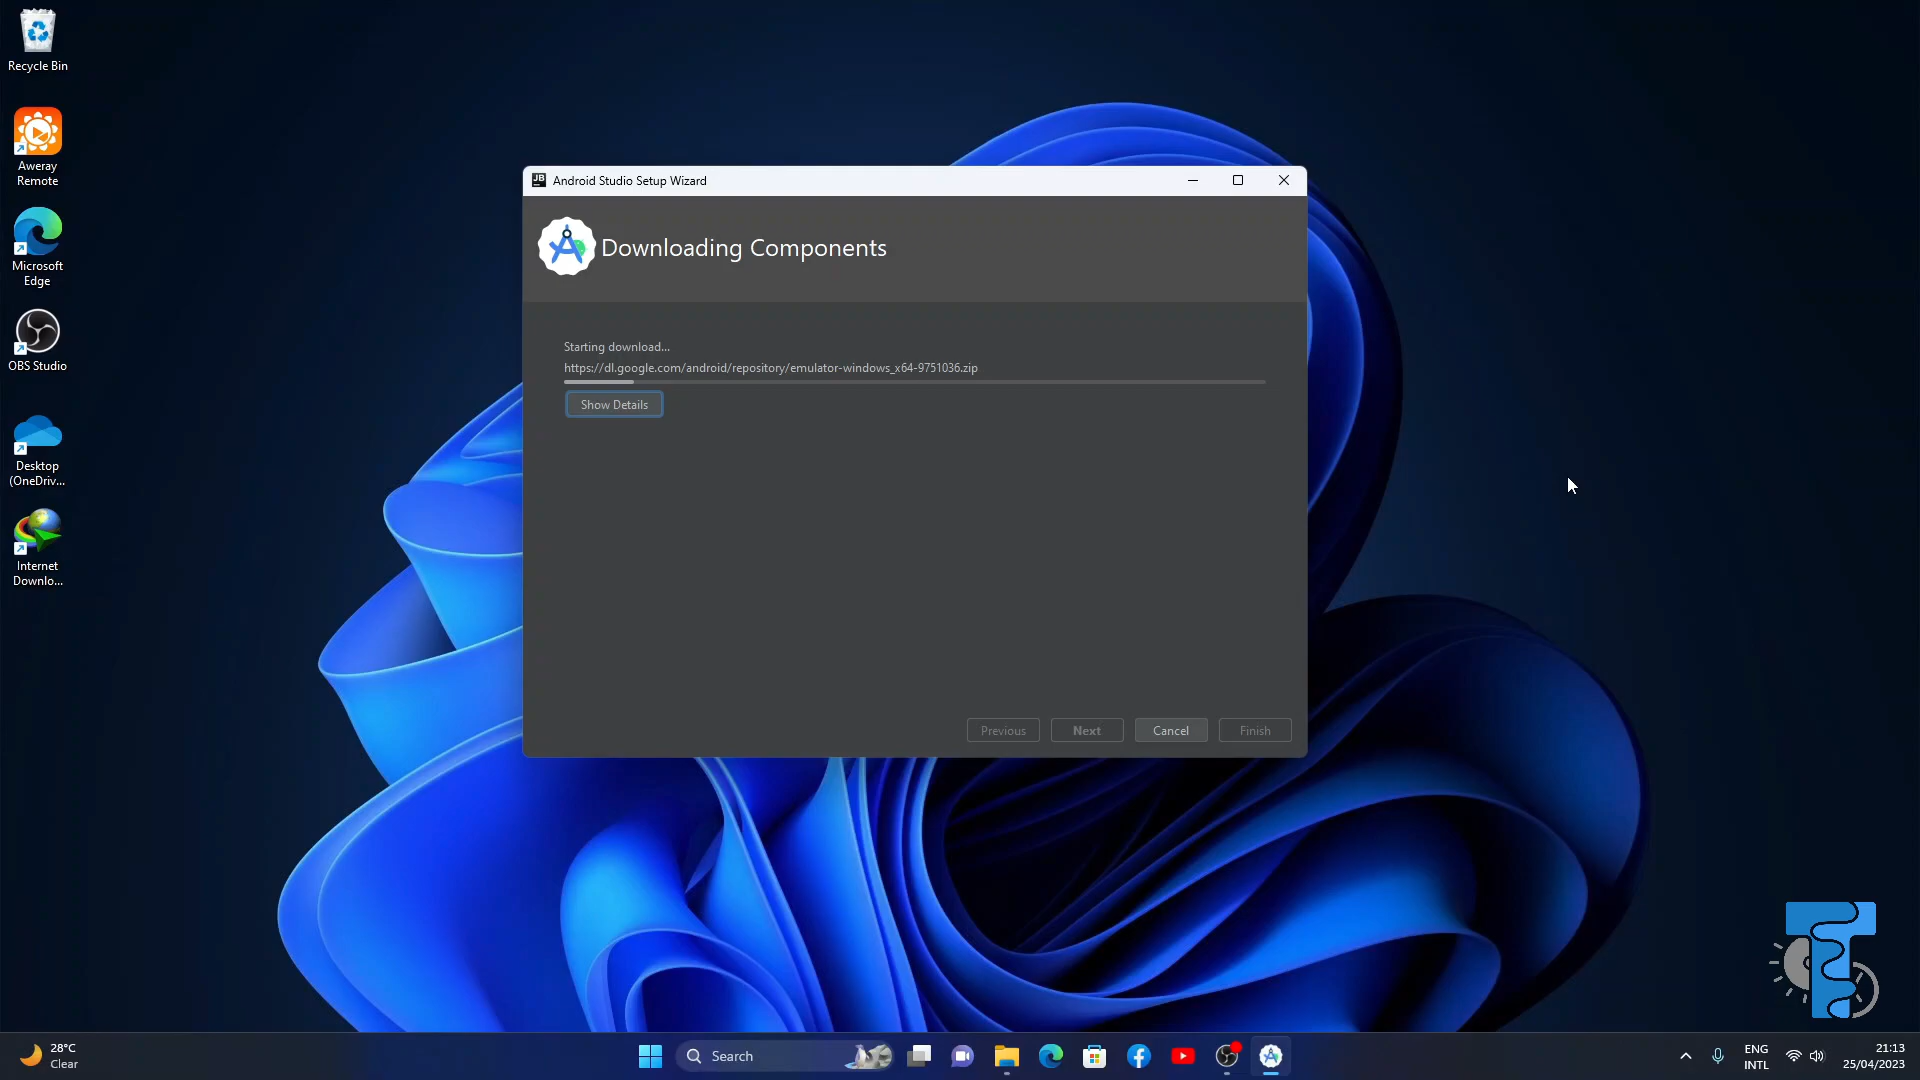 Recycle Bin
Aweray
Remote
Microsoft
Edge
OBS Studio
Desktop
(OneDriv...
Internet
Downlo...
JB
Android Studio Setup Wizard
Downloading Components
Starting download...
https://dl.google.com/android/repository/emulator-windows_x64-9751036.zip
Show Details
Previous
Next
Cancel
Finish
28°C
Clear
Search
ENG
INTL
21:13
25/04/2023